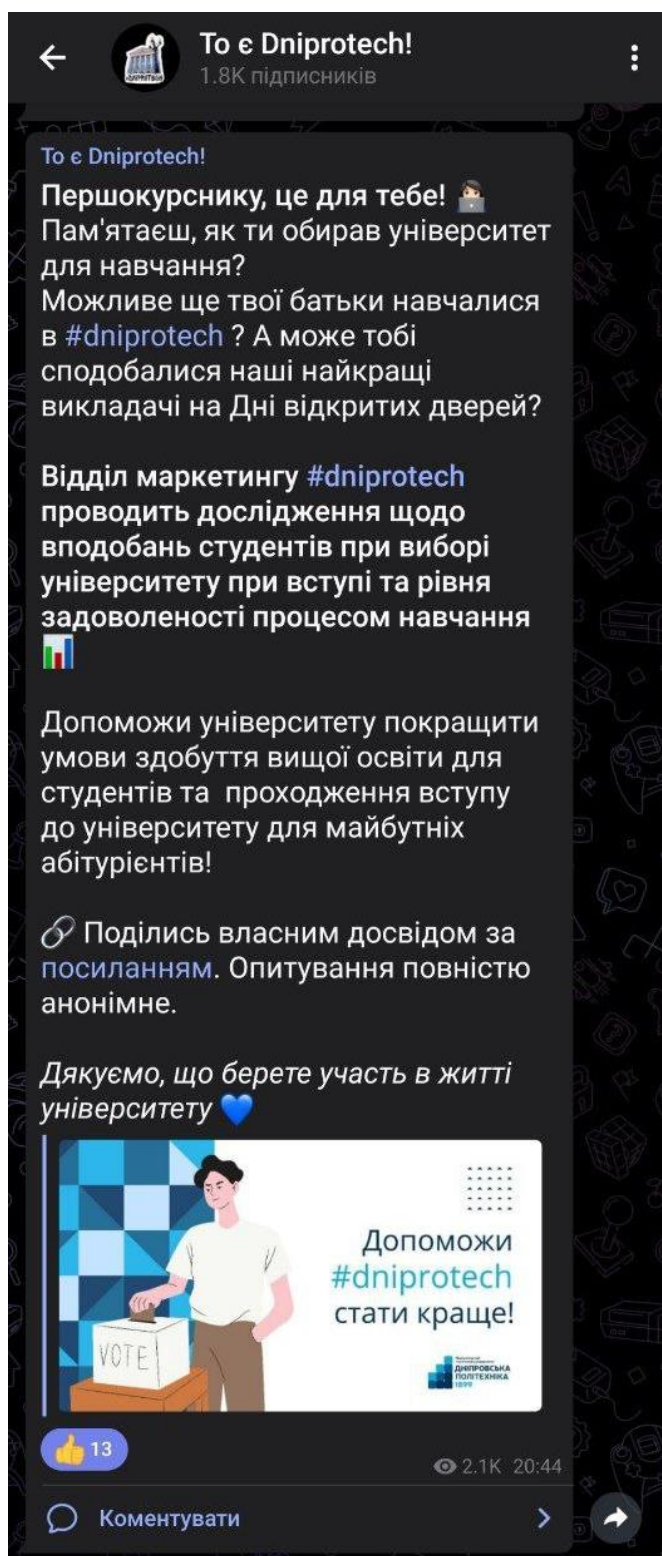 То є Dniprotech!
1.8K підписників
То є Dniprotech!
Першокурснику, це для тебе! 🧑🏻‍💻
Пам'ятаєш, як ти обирав університет
для навчання?
Можливе ще твої батьки навчалися
в #dniprotech ? А може тобі
сподобалися наші найкращі
викладачі на Дні відкритих дверей?
Відділ маркетингу #dniprotech
проводить дослідження щодо
вподобань студентів при виборі
університету при вступі та рівня
задоволеності процесом навчання
📊
Допоможи університету покращити
умови здобуття вищої освіти для
студентів та  проходження вступу
до університету для майбутніх
абітурієнтів!
🔗 Поділись власним досвідом за
посиланням. Опитування повністю
анонімне.
Дякуємо, що берете участь в житті
університету 💙
VOTE
Допоможи
#dniprotech
стати краще!
ДНІПРОВСЬКА
ПОЛІТЕХНІКА
1899
👍 13
2.1K 20:44
Коментувати